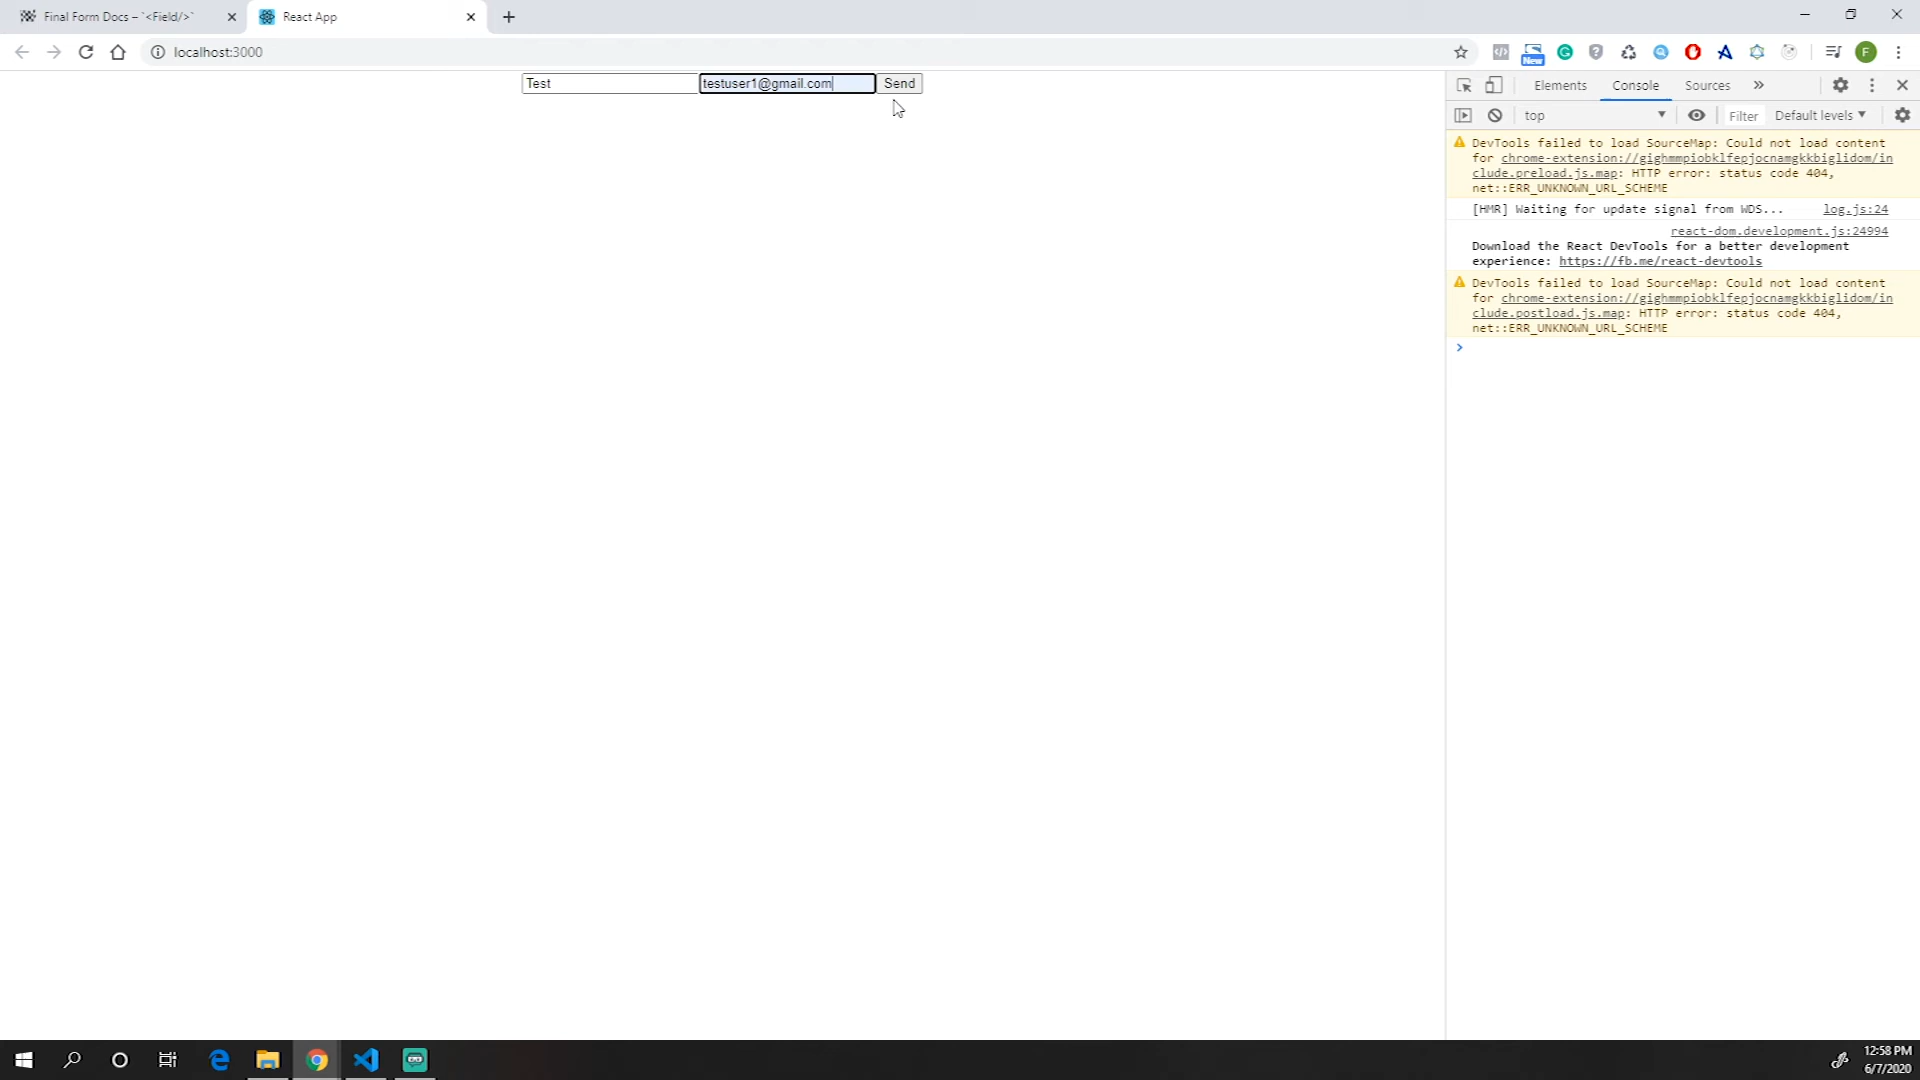 Final Form Docs – `<Field/>`
React App
localhost:3000
New
F
Test
testuser1@gmail.com
Send
Elements
Console
Sources
top
Filter
Default levels
DevTools failed to load SourceMap: Could not load content
for chrome-extension://gighmmpiobklfepjocnamgkkbiglidom/in
clude.preload.js.map: HTTP error: status code 404,
net::ERR_UNKNOWN_URL_SCHEME
[HMR] Waiting for update signal from WDS... log.js:24
react-dom.development.js:24994
Download the React DevTools for a better development
experience: https://fb.me/react-devtools
DevTools failed to load SourceMap: Could not load content
for chrome-extension://gighmmpiobklfepjocnamgkkbiglidom/in
clude.postload.js.map: HTTP error: status code 404,
net::ERR_UNKNOWN_URL_SCHEME
12:58 PM
6/7/2020